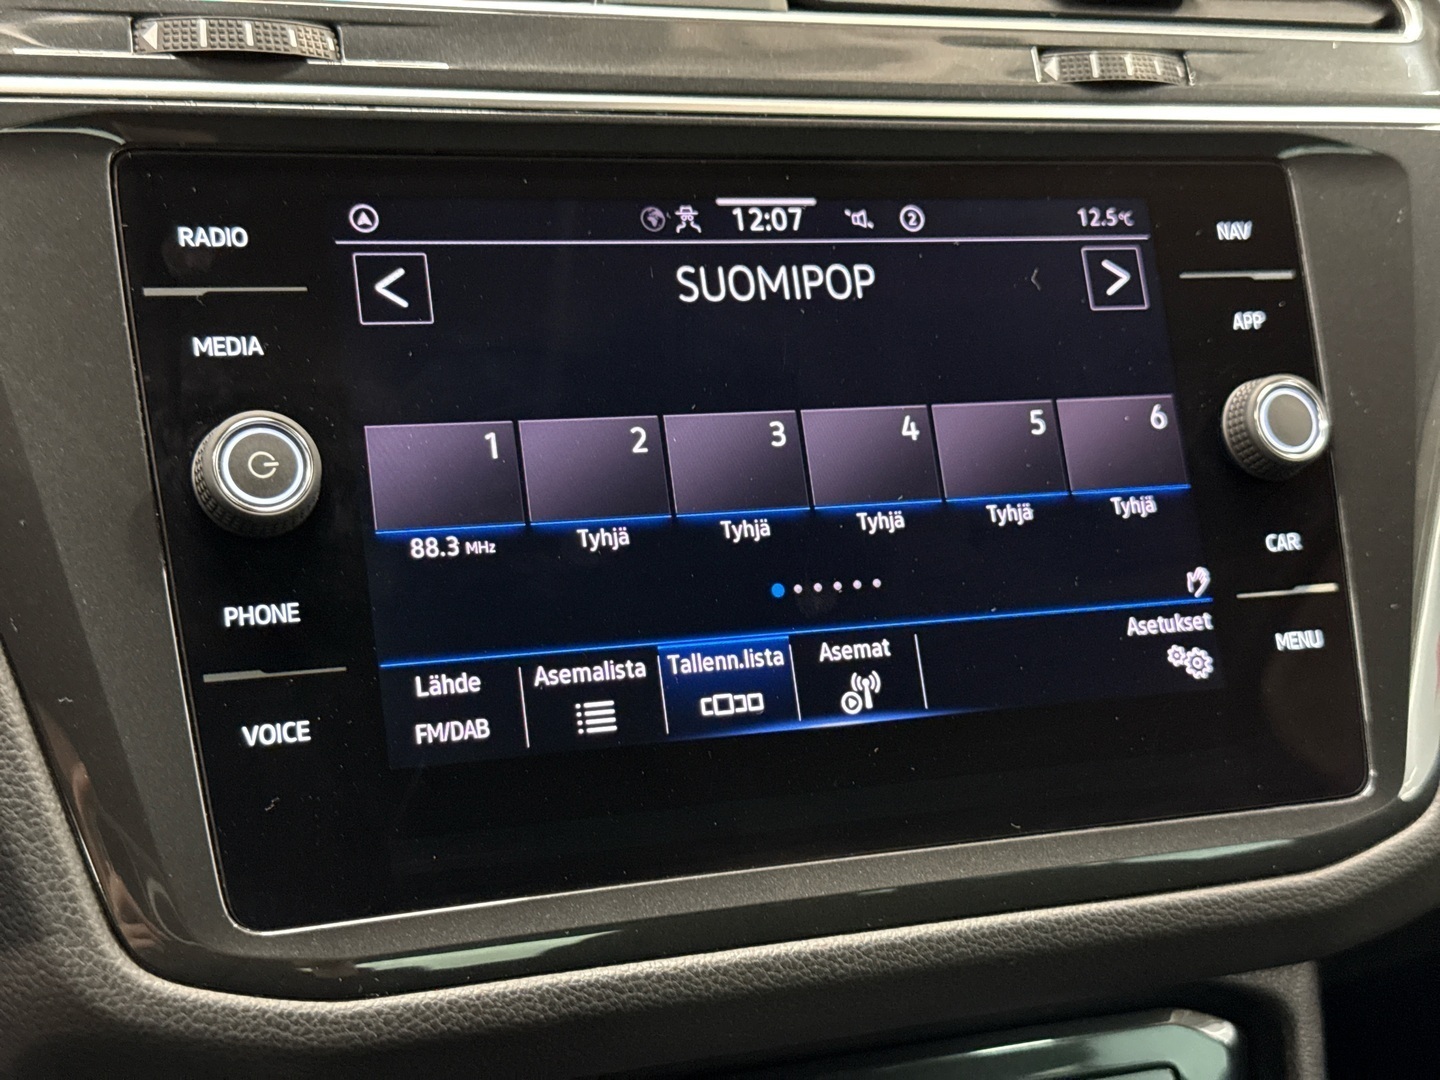 RADIO
MEDIA
PHONE
VOICE
12:07
2
12.5°C
< SUOMIPOP >
1 2 3 4 5 6
88.3 MHz Tyhjä Tyhjä Tyhjä Tyhjä Tyhjä
Lähde Asemalista Tallenn.lista Asemat Asetukset
FM/DAB
NAV
APP
CAR
MENU